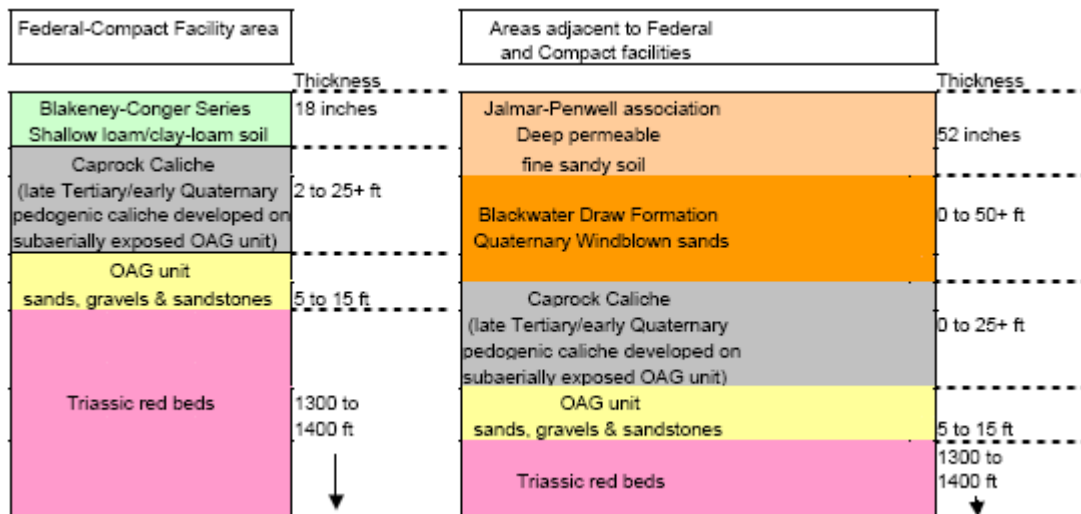 Federal-Compact Facility area
Thickness
Blakeney-Conger Series
18 inches
Shallow loam/clay-loam soil
Caprock Caliche
(late Tertiary/early Quaternary
2 to 25+ ft
pedogenic caliche developed on
subaerially exposed OAG unit)
OAG unit
sands, gravels & sandstones
5 to 15 ft
Triassic red beds
1300 to
1400 ft
Areas adjacent to Federal
and Compact facilities
Thickness
Jalmar-Penwell association
Deep permeable
52 inches
fine sandy soil
Blackwater Draw Formation
0 to 50+ ft
Quaternary Windblown sands
Caprock Caliche
(late Tertiary/early Quaternary
0 to 25+ ft
pedogenic caliche developed on
subaerially exposed OAG unit)
OAG unit
sands, gravels & sandstones
5 to 15 ft
Triassic red beds
1300 to
1400 ft